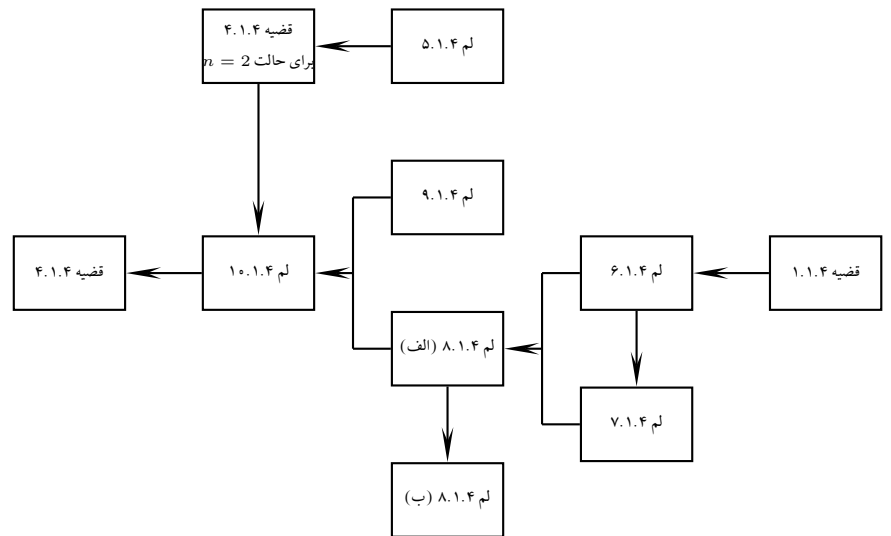 قضیه ۴.۱.۴
برای حالت n = 2
لم ۵.۱.۴
لم ۹.۱.۴
قضیه ۴.۱.۴
لم ۱۰.۱.۴
لم ۶.۱.۴
قضیه ۱.۱.۴
لم ۸.۱.۴ (الف)
لم ۷.۱.۴
لم ۸.۱.۴ (ب)